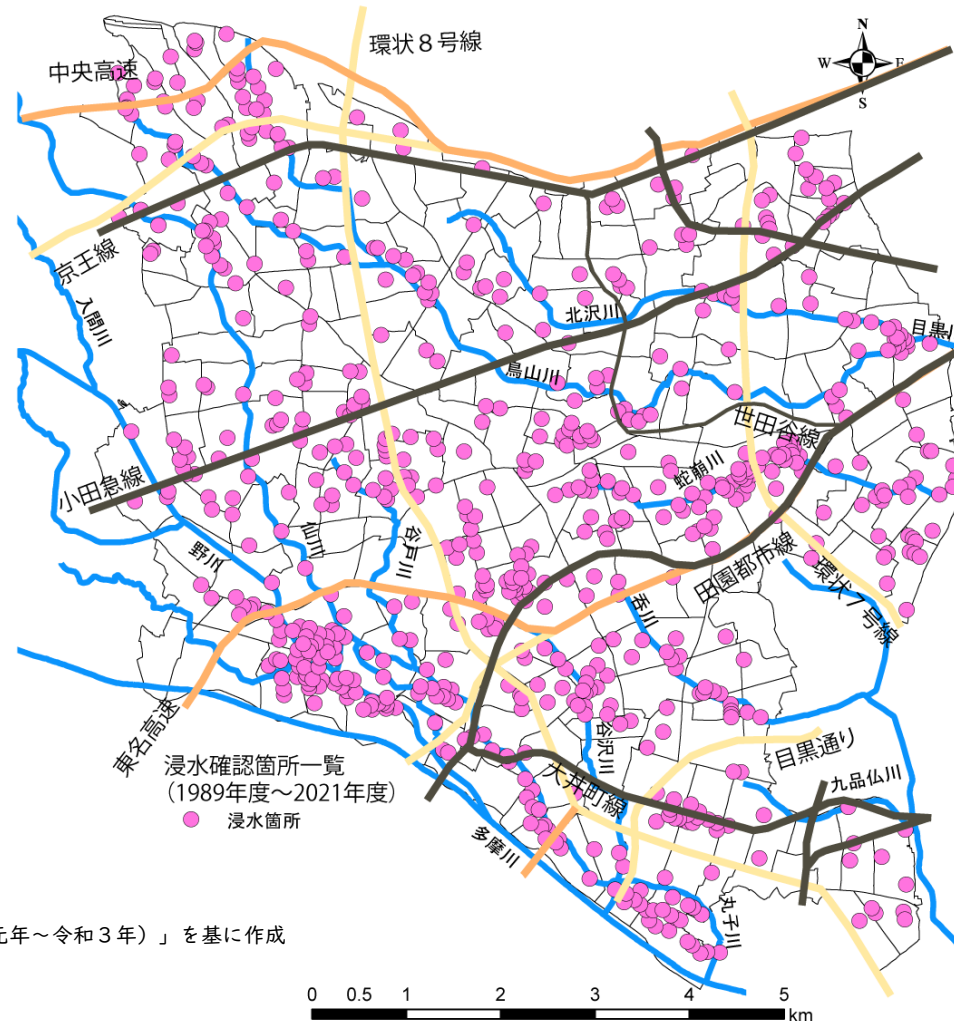 環状８号線
中央高速
N
W
E
S
京王線
入間川
北沢川
目黒川
烏山川
世田谷線
小田急線
蛇崩川
野川
仙川
谷戸川
田園都市線
環状７号線
呑川
東名高速
谷沢川
目黒通り
浸水確認箇所一覧
（1989年度～2021年度）
浸水箇所
大井町線
九品仏川
多摩川
丸子川
元年～令和３年）」を基に作成
0 0.5 1 2 3 4 5
km